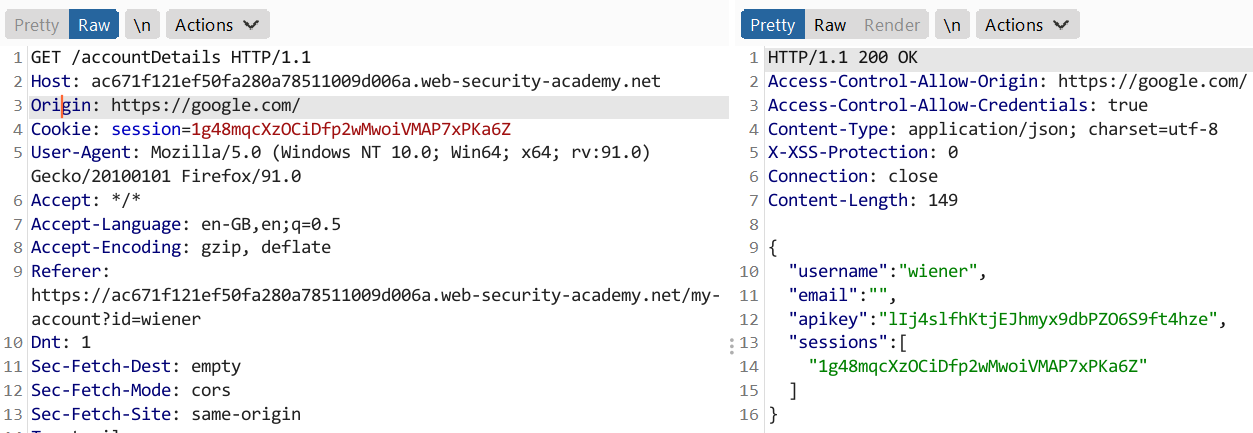 Pretty Raw \n Actions
1 GET /accountDetails HTTP/1.1
2 Host: ac671f121ef50fa280a78511009d006a.web-security-academy.net
3 Origin: https://google.com/
4 Cookie: session=1g48mqcXzOCiDfp2wMwoiVMAP7xPKa6Z
5 User-Agent: Mozilla/5.0 (Windows NT 10.0; Win64; x64; rv:91.0)
Gecko/20100101 Firefox/91.0
6 Accept: */*
7 Accept-Language: en-GB,en;q=0.5
8 Accept-Encoding: gzip, deflate
9 Referer:
https://ac671f121ef50fa280a78511009d006a.web-security-academy.net/my-
account?id=wiener
10 Dnt: 1
11 Sec-Fetch-Dest: empty
12 Sec-Fetch-Mode: cors
13 Sec-Fetch-Site: same-origin
Pretty Raw Render \n Actions
1 HTTP/1.1 200 OK
2 Access-Control-Allow-Origin: https://google.com/
3 Access-Control-Allow-Credentials: true
4 Content-Type: application/json; charset=utf-8
5 X-XSS-Protection: 0
6 Connection: close
7 Content-Length: 149
8
9 {
10 "username":"wiener",
11 "email":"",
12 "apikey":"lIj4slfhKtjEJhmyx9dbPZO6S9ft4hze",
13 "sessions":[
14 "1g48mqcXzOCiDfp2wMwoiVMAP7xPKa6Z"
15 ]
16 }